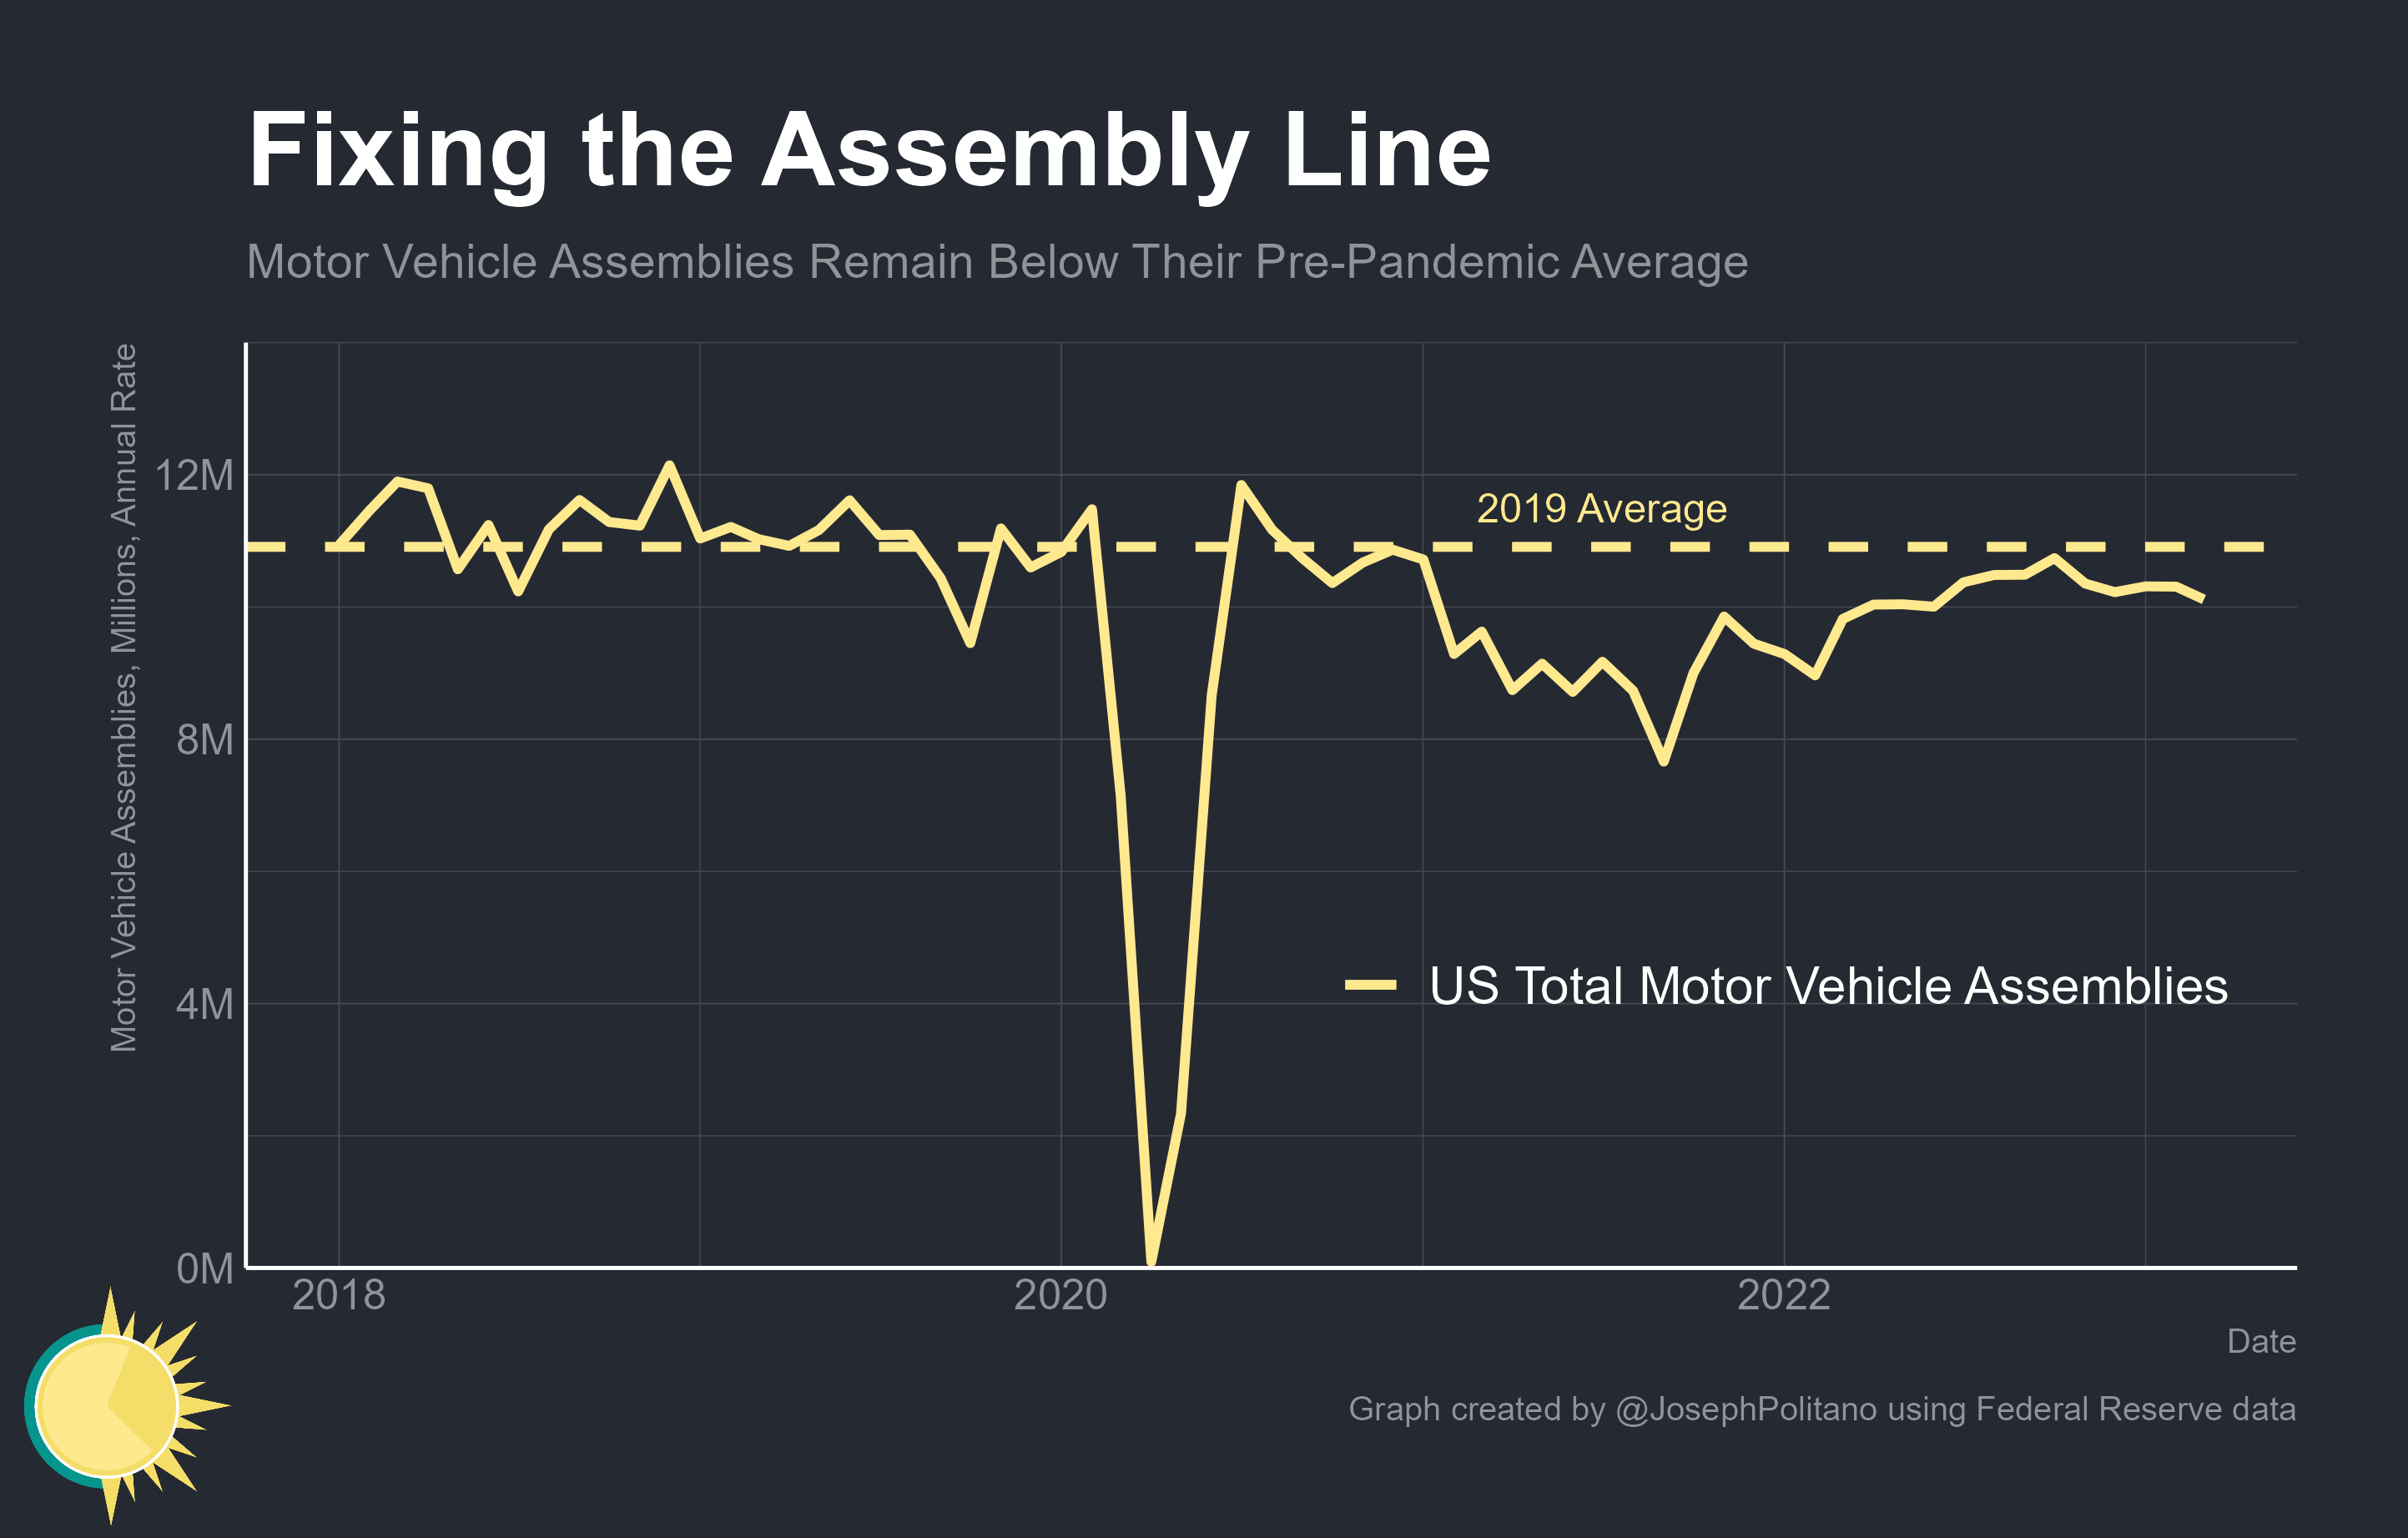 Fixing the Assembly Line
Motor Vehicle Assemblies Remain Below Their Pre-Pandemic Average
Motor Vehicle Assemblies, Millions, Annual Rate
12M
8M
4M
0M
2019 Average
US Total Motor Vehicle Assemblies
2018
2020
2022
Date
Graph created by @JosephPolitano using Federal Reserve data